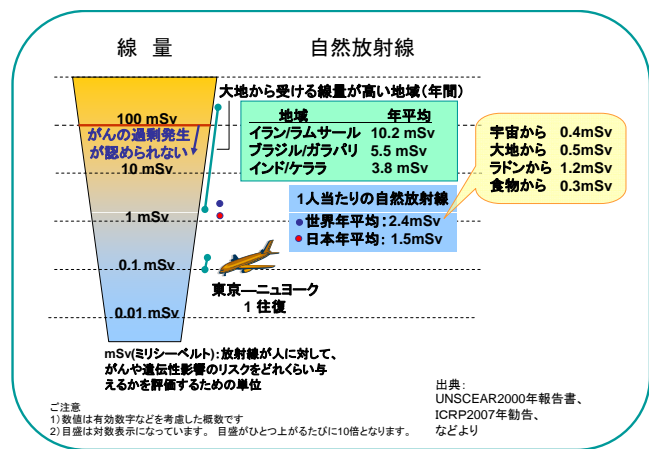 線 量
自然放射線
大地から受ける線量が高い地域(年間)
100 mSv
がんの過剰発生
が認められない
10 mSv
1 mSv
0.1 mSv
0.01 mSv
地域 年平均
イラン/ラムサール 10.2 mSv
ブラジル/ガラパリ 5.5 mSv
インド/ケララ 3.8 mSv
宇宙から 0.4mSv
大地から 0.5mSv
ラドンから 1.2mSv
食物から 0.3mSv
1人当たりの自然放射線
世界年平均:2.4mSv
日本年平均:1.5mSv
東京―ニューヨーク
1 往復
mSv(ミリシーベルト):放射線が人に対して、
がんや遺伝性影響のリスクをどれくらい与
えるかを評価するための単位
ご注意
1)数値は有効数字などを考慮した概数です
2)目盛は対数表示になっています。 目盛がひとつ上がるたびに10倍となります。
出典:
UNSCEAR2000年報告書、
ICRP2007年勧告、
などより